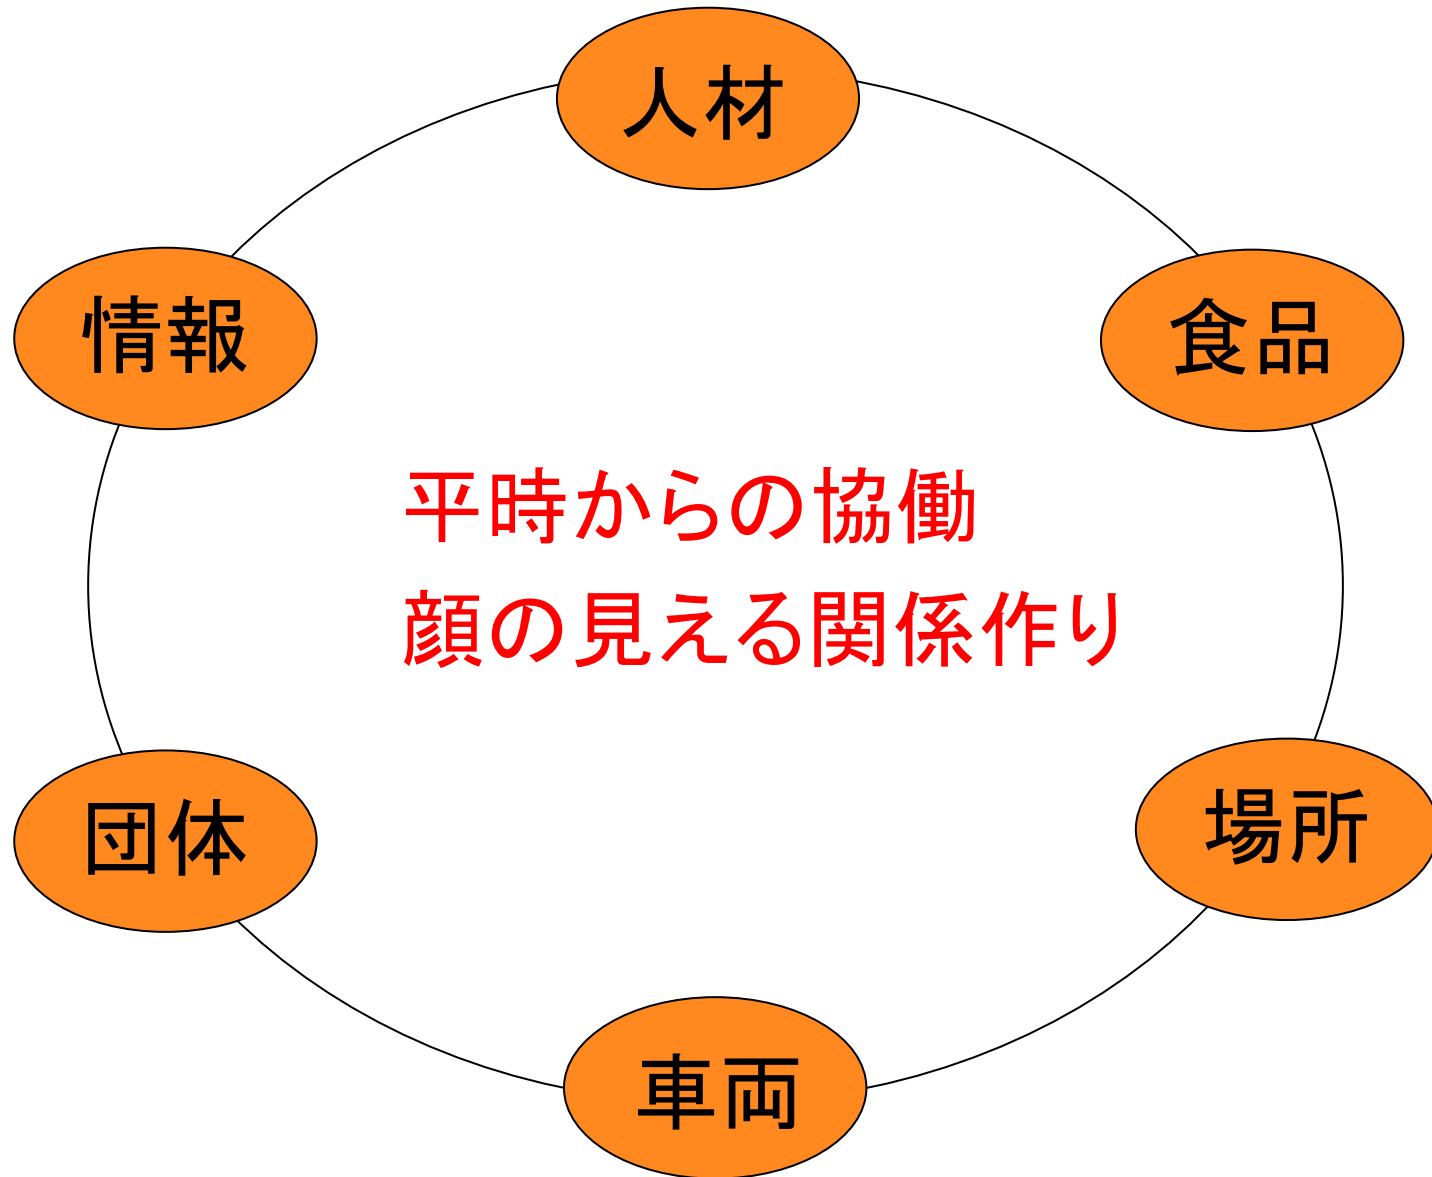 人材
情報
食品
平時からの協働
顔の見える関係作り
団体
場所
車両